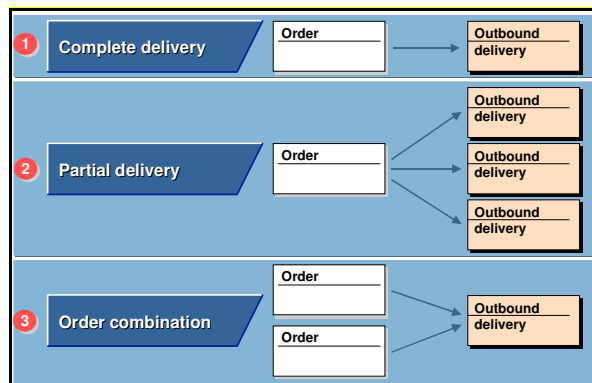 1
Complete delivery
Order
Outbound
delivery
2
Partial delivery
Order
Outbound
delivery
Outbound
delivery
Outbound
delivery
3
Order combination
Order
Order
Outbound
delivery